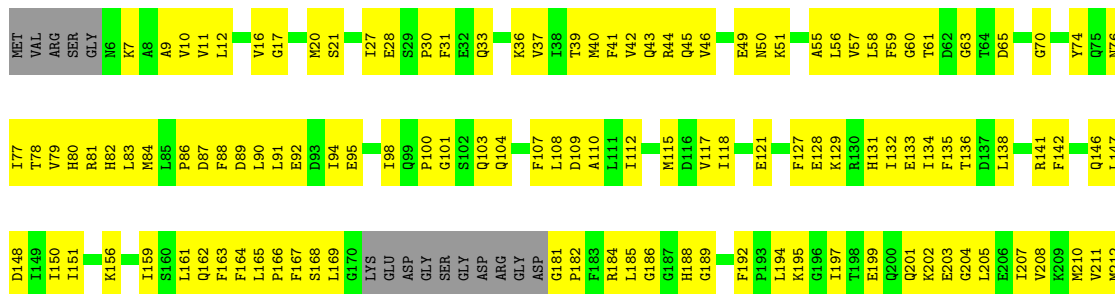 MET VAL ARG SER GLY N6 K7 A8 A9 V10 V11 L12 V16 G17 M20 S21 I27 E28 S29 P30 F31 E32 Q33 K36 V37 I38 T39 M40 F41 V42 Q43 R44 Q45 V46 E49 N50 K51 A55 L56 V57 L58 F59 G60 T61 D62 G63 T64 D65 G70 Y74 Q75 N76
I77 T78 V79 H80 R81 H82 L83 M84 L85 P86 D87 F88 D89 L90 L91 E92 D93 I94 E95 I98 Q99 P100 G101 S102 Q103 Q104 F107 L108 D109 A110 L111 I112 M115 D116 V117 I118 E121 F127 E128 K129 R130 H131 I132 E133 I134 F135 T136 D137 L138 R141 F142 Q146 L147
D148 I149 I150 I151 K156 I159 S160 L161 Q162 F163 F164 L165 P166 F167 S168 L169 G170 LYS GLU ASP GLY SER GLY ASP ARG GLY ASP G181 P182 F183 R184 L185 G186 G187 H188 G189 F192 P193 L194 K195 G196 I197 T198 E199 Q200 Q201 K202 E203 G204 L205 E206 I207 V208 K209 M210 V211 M212